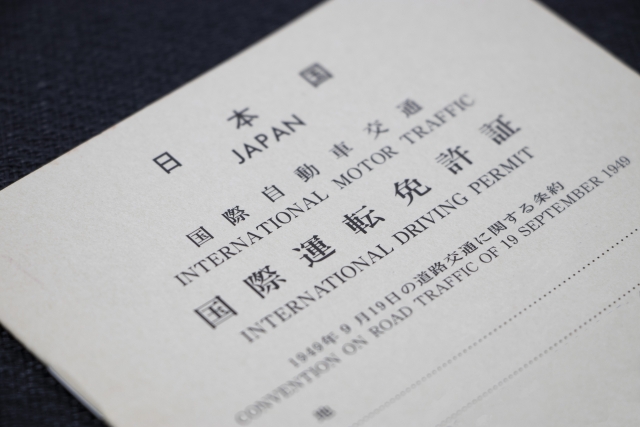 日本国
JAPAN
国際自動車交通
INTERNATIONAL MOTOR TRAFFIC
国際運転免許証
INTERNATIONAL DRIVING PERMIT
1949年9月19日の道路交通に関する条約
CONVENTION ON ROAD TRAFFIC OF 19 SEPTEMBER 1949